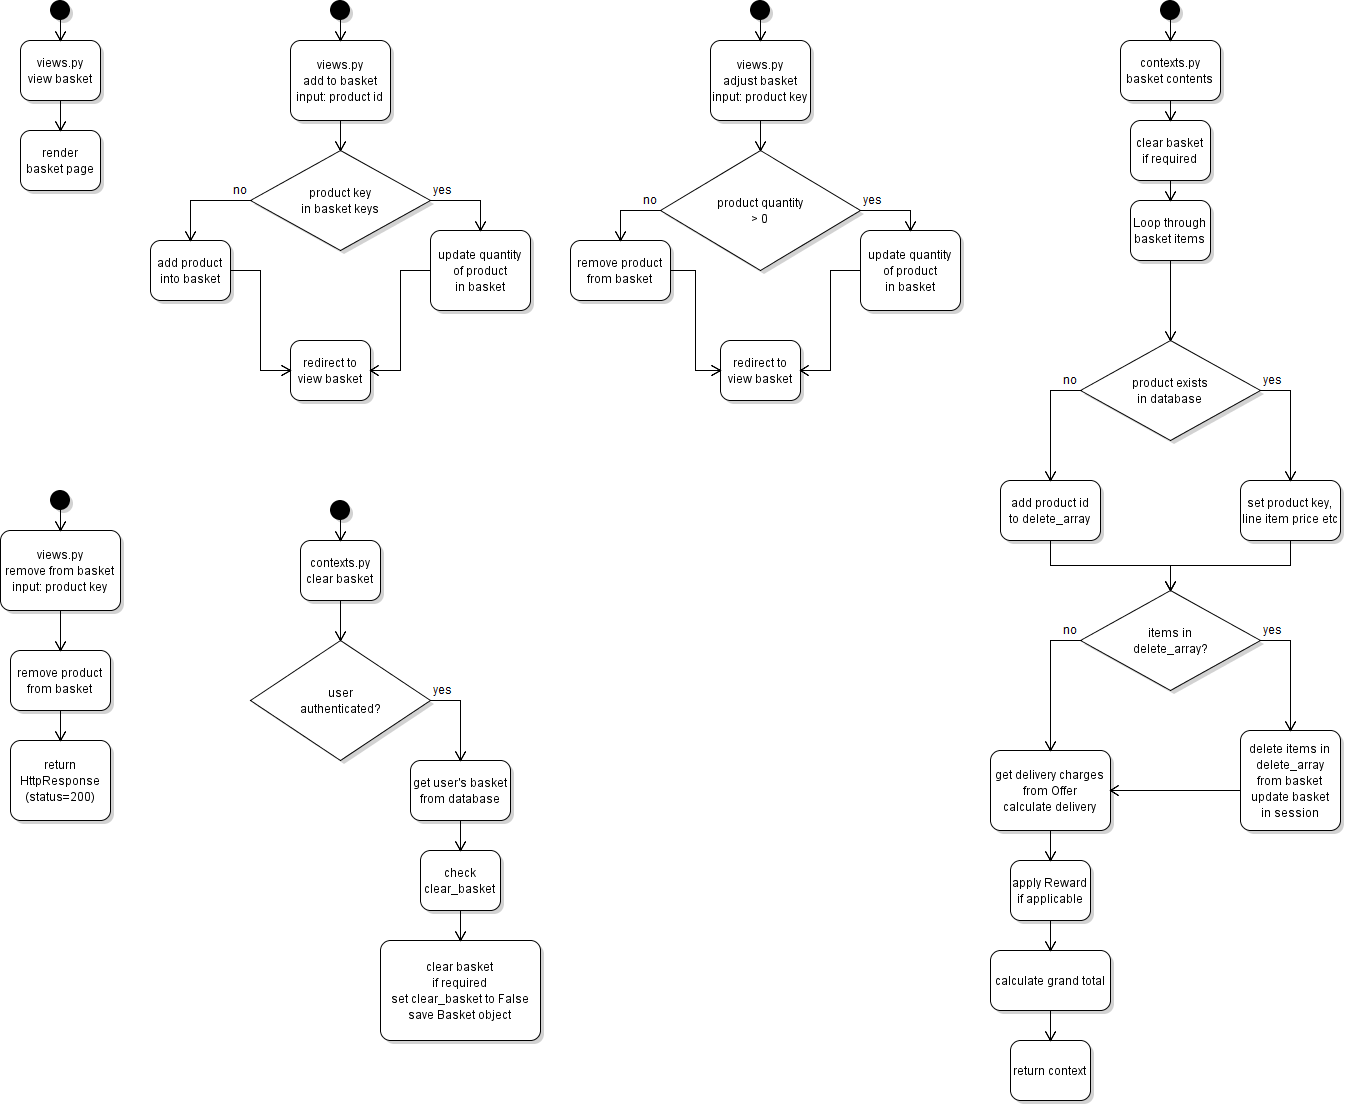 views.py
view basket
render
basket page
views.py
add to basket
input: product id
product key
in basket keys
no
yes
add product
into basket
update quantity
of product
in basket
redirect to
view basket
views.py
adjust basket
input: product key
product quantity
> 0
no
yes
remove product
from basket
update quantity
of product
in basket
redirect to
view basket
contexts.py
basket contents
clear basket
if required
Loop through
basket items
product exists
in database
no
yes
add product id
to delete_array
set product key,
line item price etc
items in
delete_array?
no
yes
delete items in
delete_array
from basket
update basket
in session
get delivery charges
from Offer
calculate delivery
apply Reward
if applicable
calculate grand total
return context
views.py
remove from basket
input: product key
remove product
from basket
return
HttpResponse
(status=200)
contexts.py
clear basket
user
authenticated?
yes
get user's basket
from database
check
clear_basket
clear basket
if required
set clear_basket to False
save Basket object